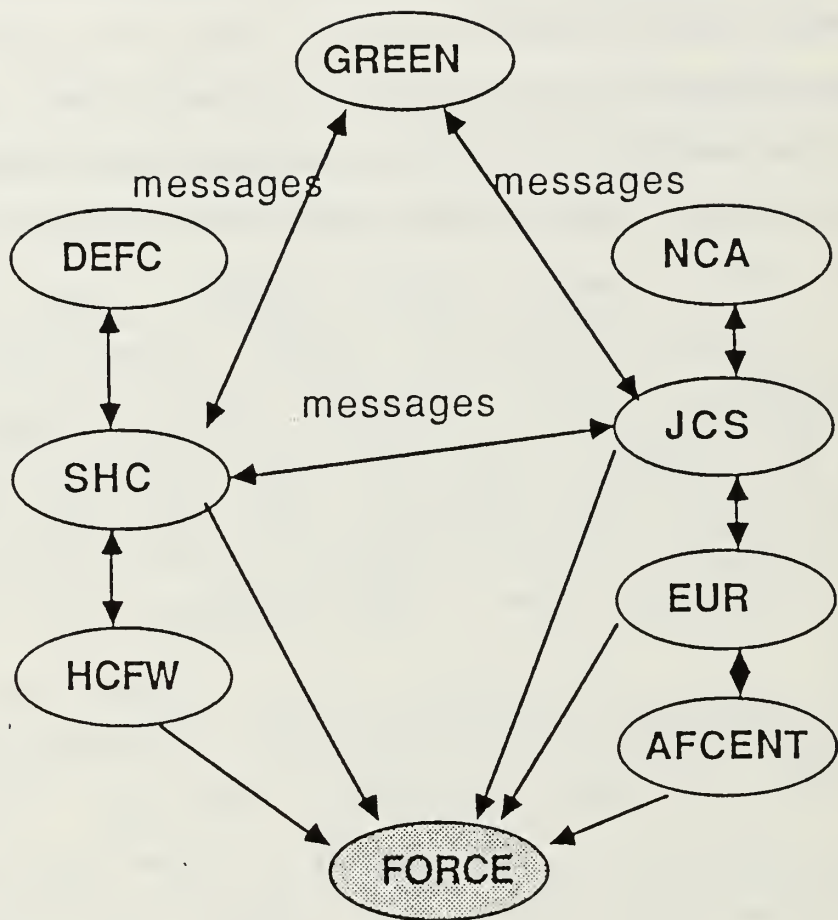 GREEN
messages
messages
DEFC
NCA
messages
JCS
SHC
EUR
HCFW
AFCENT
FORCE